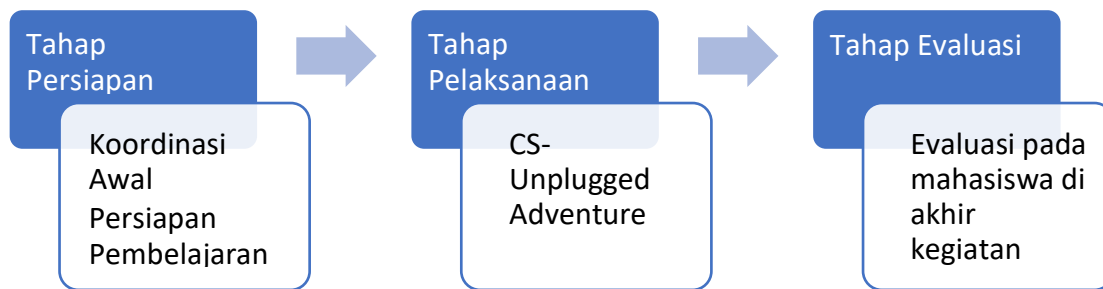 Tahap
Persiapan
Koordinasi
Awal
Persiapan
Pembelajaran
Tahap
Pelaksanaan
CS-
Unplugged
Adventure
Tahap Evaluasi
Evaluasi pada
mahasiswa di
akhir
kegiatan